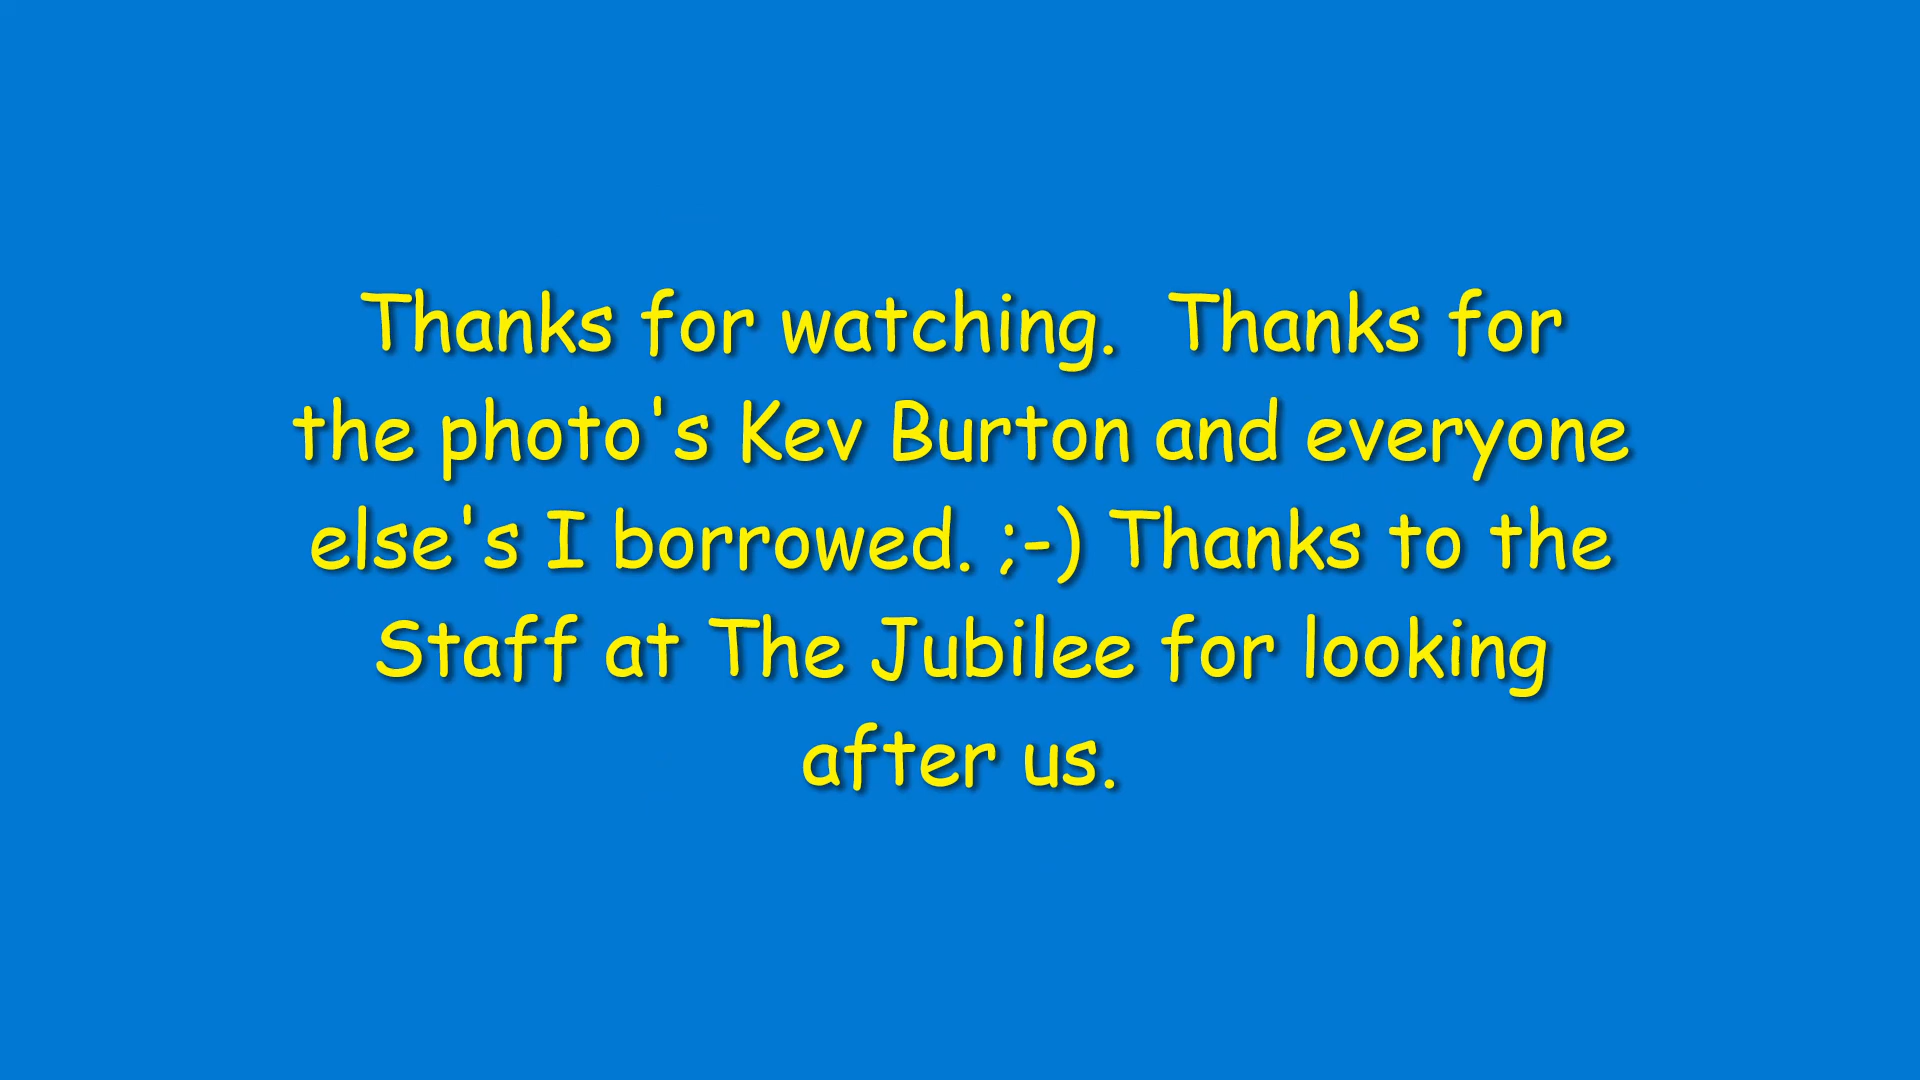 Thanks for watching.  Thanks for
the photo's Kev Burton and everyone
else's I borrowed. ;-) Thanks to the
Staff at The Jubilee for looking
after us.